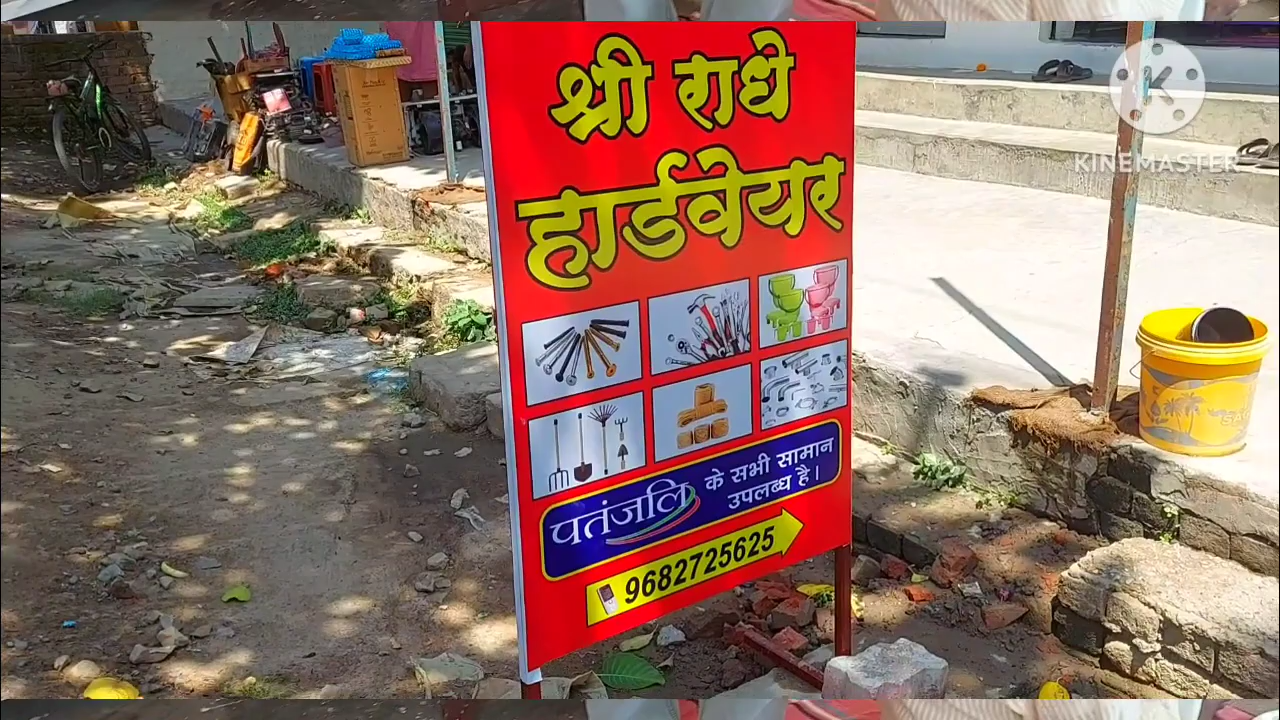 श्री राधे
हार्डवेयर
पतंजलि के सभी सामान
उपलब्ध है।
9682725625
K
KINEMASTER